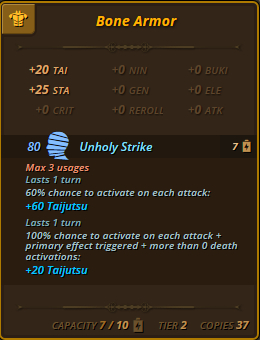 Bone Armor
+20 TAI +0 NIN +0 BUKI
+25 STA +0 GEN +0 ELE
+0 CRIT +0 REROLL +0 ATK
80 Unholy Strike 7
Max 3 usages
Lasts 1 turn
60% chance to activate on each attack:
+60 Taijutsu
Lasts 1 turn
100% chance to activate on each attack +
primary effect triggered + more than 0 death
activations:
+20 Taijutsu
CAPACITY 7 / 10 TIER 2 COPIES 37